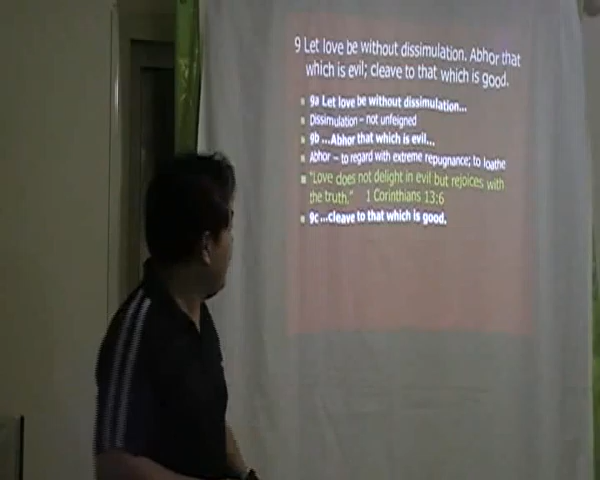 9 Let love be without dissimulation. Abhor that
which is evil; cleave to that which is good.
9a Let love be without dissimulation...
Dissimulation – not unfeigned
9b ...Abhor that which is evil...
Abhor – to regard with extreme repugnance; to loathe
"Love does not delight in evil but rejoices with
the truth." 1 Corinthians 13:6
9c ...cleave to that which is good.